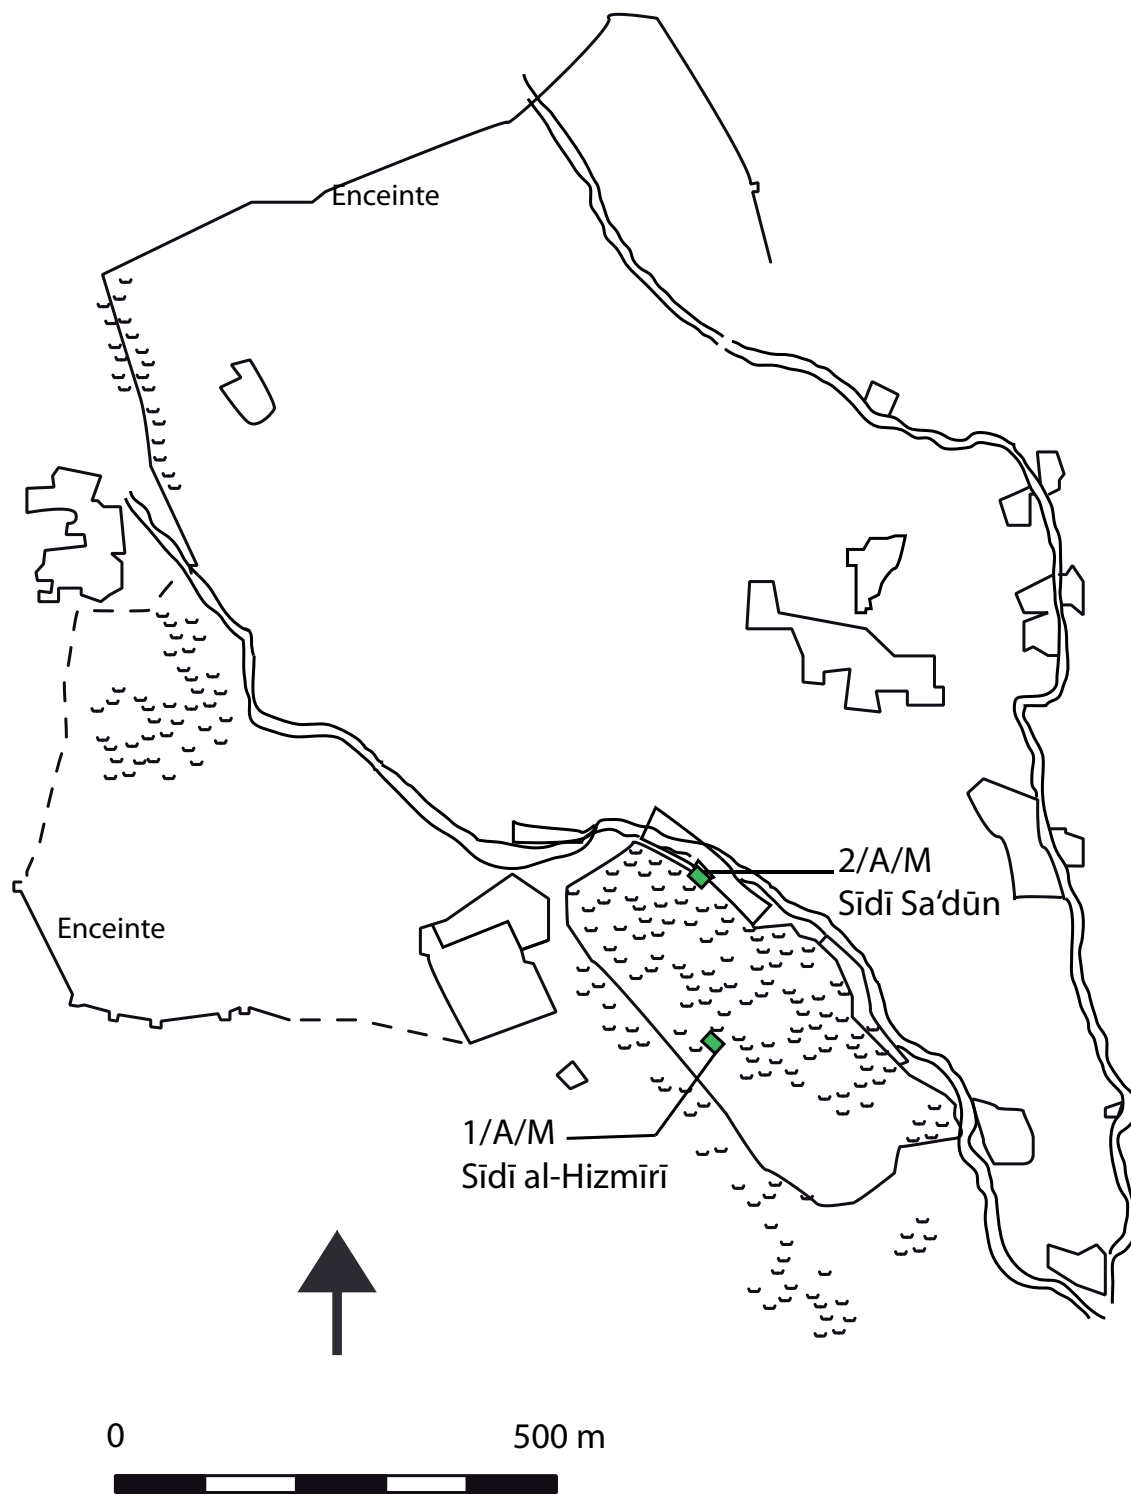 Enceinte
2/A/M
Sīdī Sa‘dūn
Enceinte
1/A/M
Sīdī al-Hizmīrī
0 500 m